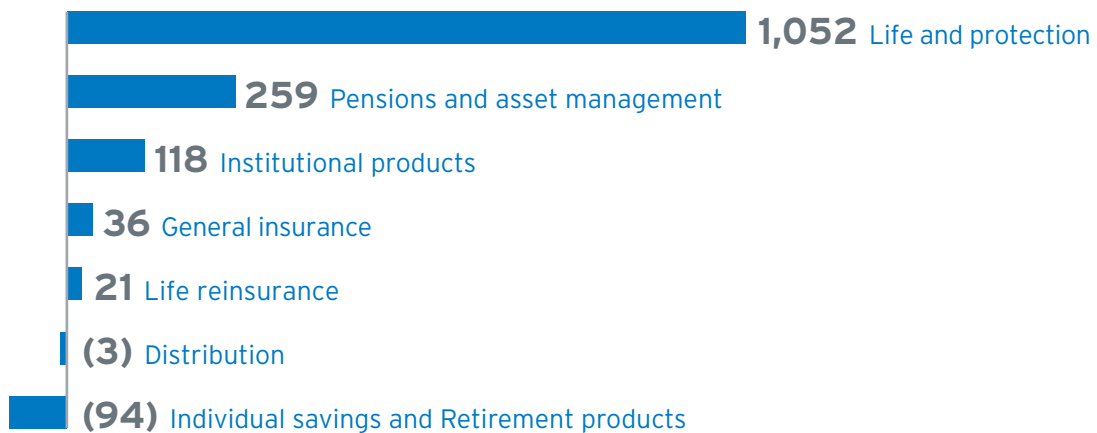 1,052 Life and protection
259 Pensions and asset management
118 Institutional products
36 General insurance
21 Life reinsurance
(3) Distribution
(94) Individual savings and Retirement products